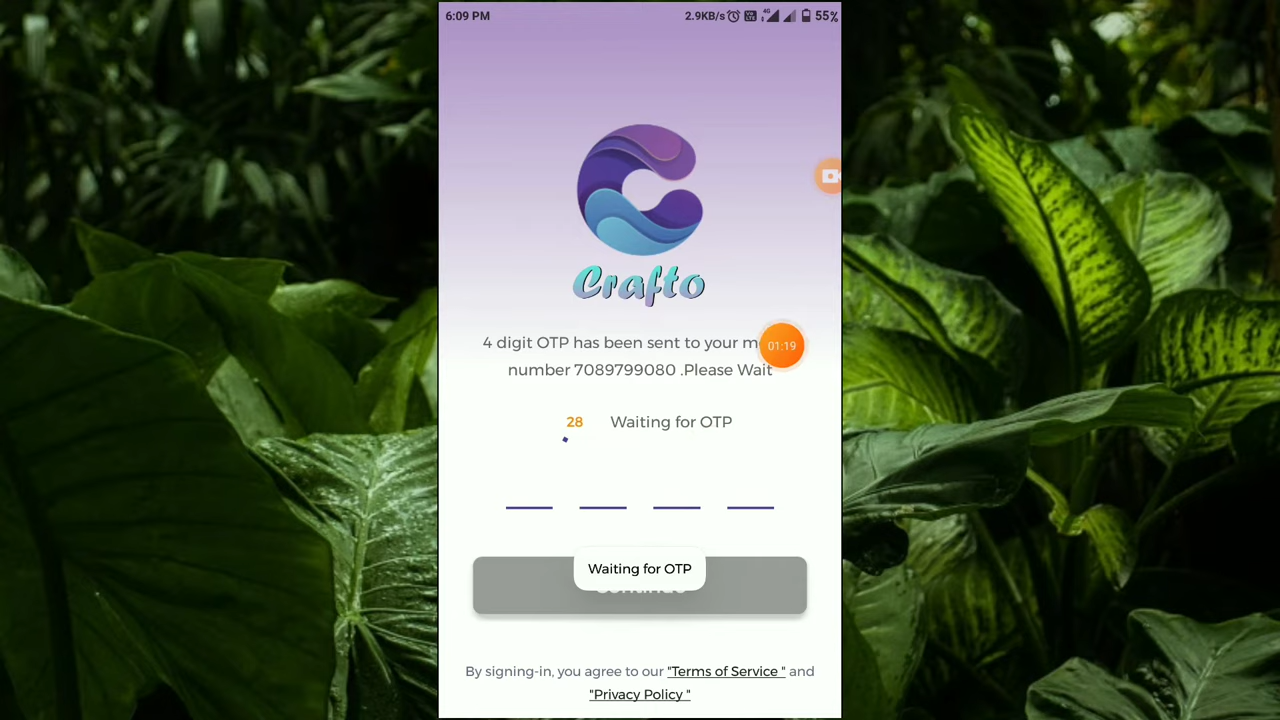 6:09 PM 2.9KB/s 4G 55%
Crafto
4 digit OTP has been sent to your
01:19
number 7089799080 .Please Wait
28 Waiting for OTP
Waiting for OTP
By signing-in, you agree to our "Terms of Service " and
"Privacy Policy "